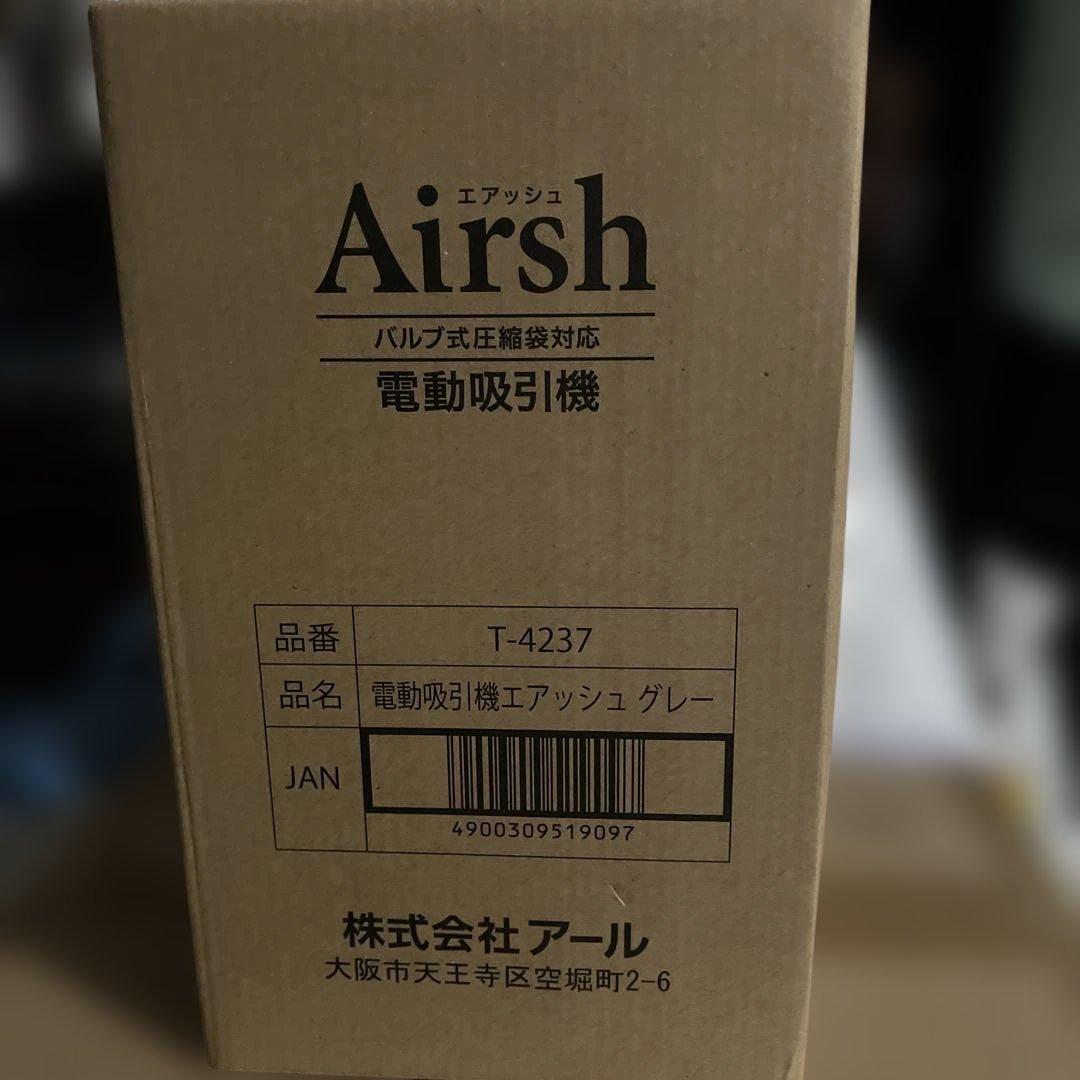 エアッシュ
Airsh
バルブ式圧縮袋対応
電動吸引機
品番 T-4237
品名 電動吸引機エアッシュ グレー
JAN
4900309519097
株式会社アール
大阪市天王寺区空堀町2-6